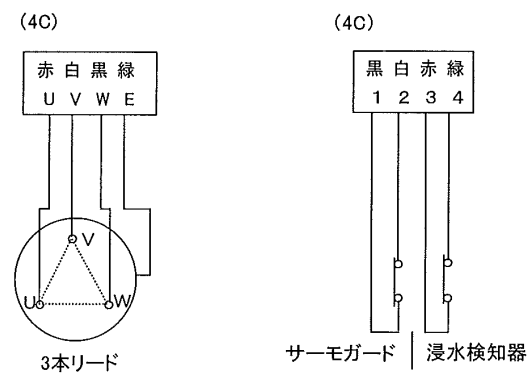 (4C)
赤 白 黒 緑
U V W E
V
U W
3本リード
(4C)
黒 白 赤 緑
1 2 3 4
サーモガード 浸水検知器